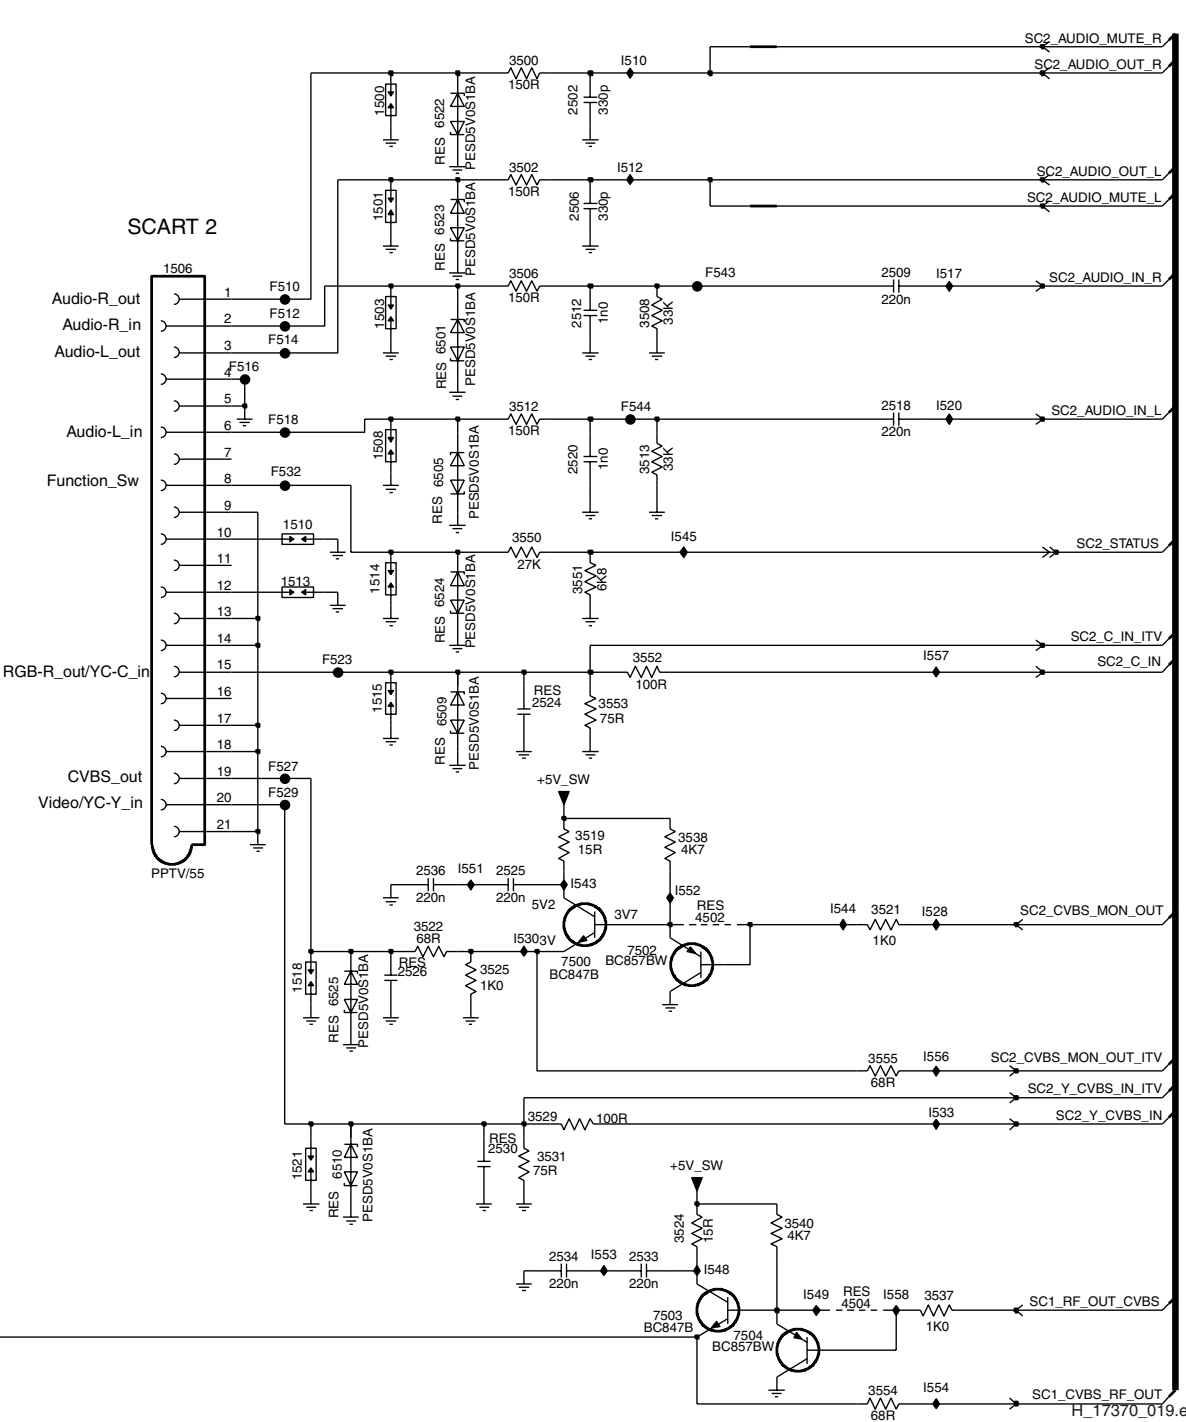 SC2_AUDIO_MUTE_R
3500
I510
SC2_AUDIO_OUT_R
150R
1500
RES 6522
PESD5V0S1BA
2502
330p
3502
I512
SC2_AUDIO_OUT_L
150R
1501
RES 6523
PESD5V0S1BA
2506
330p
SC2_AUDIO_MUTE_L
SCART 2
1506
3506
F543
2509
I517
SC2_AUDIO_IN_R
150R
220n
1503
RES 6501
PESD5V0S1BA
2512
1n0
3508
33K
Audio-R_out
1
F510
Audio-R_in
2
F512
Audio-L_out
3
F514
4
F516
5
Audio-L_in
6
F518
7
Function_Sw
8
F532
9
10
1510
11
12
1513
13
14
RGB-R_out/YC-C_in
15
F523
16
17
18
CVBS_out
19
F527
Video/YC-Y_in
20
F529
21
PPTV/55
3512
F544
2518
I520
SC2_AUDIO_IN_L
150R
220n
1508
RES 6505
PESD5V0S1BA
2520
1n0
3513
33K
3550
I545
SC2_STATUS
27K
1514
RES 6524
PESD5V0S1BA
3551
6K8
SC2_C_IN_ITV
3552
I557
SC2_C_IN
100R
1515
RES 6509
PESD5V0S1BA
RES
2524
3553
75R
+5V_SW
3519
15R
3538
4K7
2536
I551
2525
I543
220n
220n
5V2
I552
3V7
RES
4502
I544
3521
I528
SC2_CVBS_MON_OUT
1K0
3522
68R
I530
3V
7500
BC847B
7502
BC857BW
1518
RES 6525
PESD5V0S1BA
RES
2526
3525
1K0
3555
I556
SC2_CVBS_MON_OUT_ITV
68R
SC2_Y_CVBS_IN_ITV
3529
100R
I533
SC2_Y_CVBS_IN
1521
RES 6510
PESD5V0S1BA
RES
2530
3531
75R
+5V_SW
3524
15R
3540
4K7
2534
I553
2533
I548
220n
220n
I549
RES
4504
I558
3537
SC1_RF_OUT_CVBS
1K0
7503
BC847B
7504
BC857BW
3554
I554
SC1_CVBS_RF_OUT
68R
H_17370_019.e